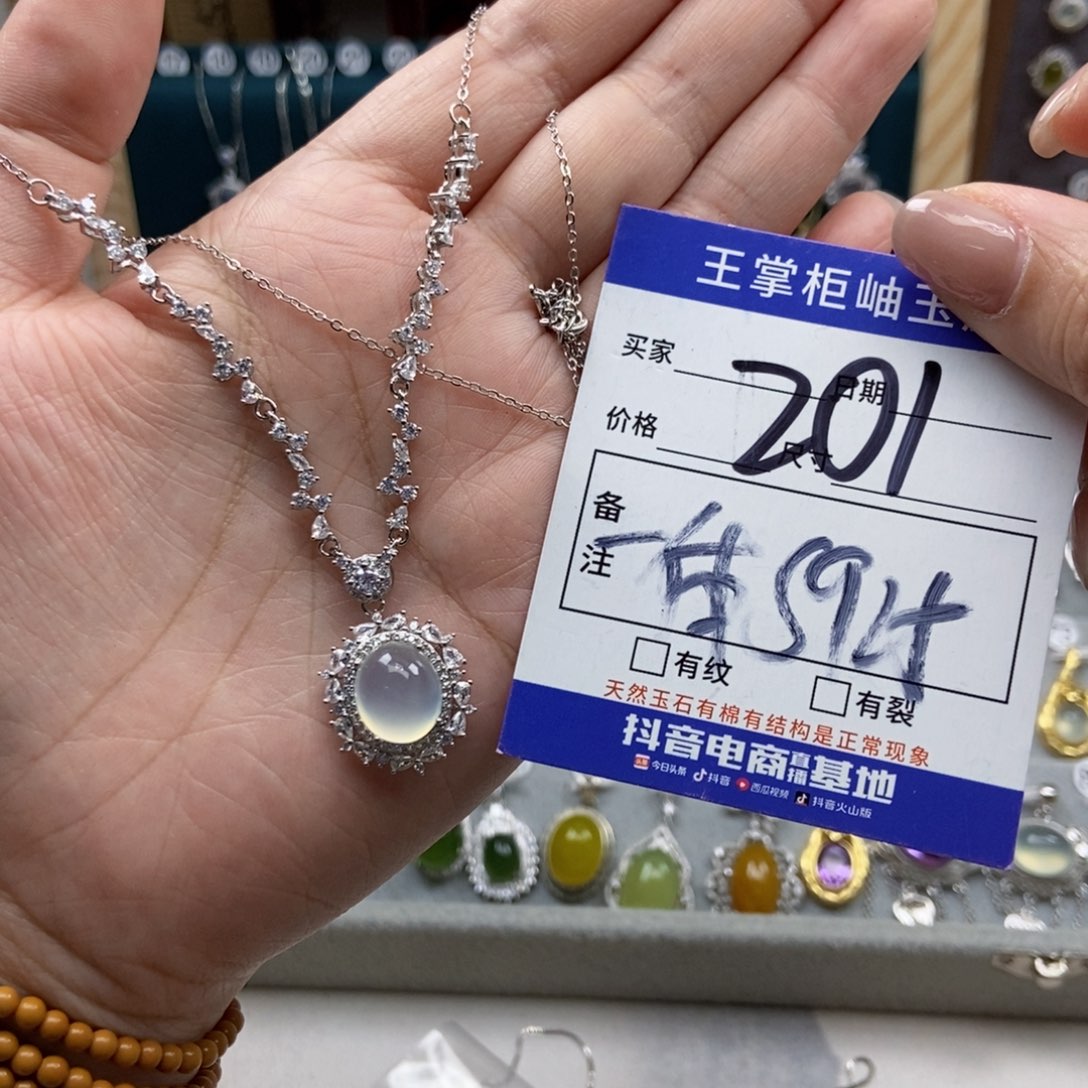 王掌柜岫玉
买家 日期
201
价格 尺寸
备注
594
有纹 有裂
天然玉石有棉有结构是正常现象
抖音电商直播基地
头条 今日头条 抖音 西瓜视频 抖音火山版